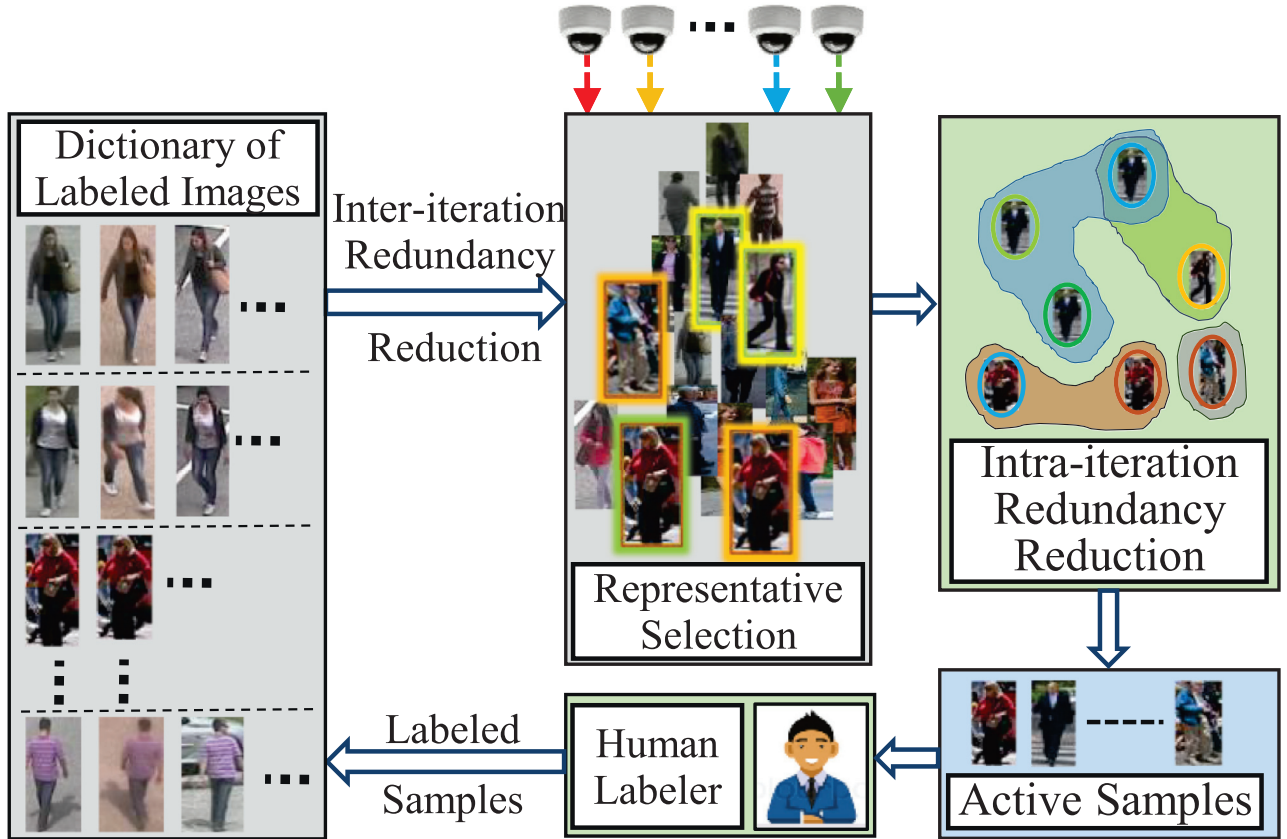 Dictionary of
Labeled Images
Inter-iteration
Redundancy
Reduction
Representative
Selection
Intra-iteration
Redundancy
Reduction
Active Samples
Human
Labeler
Labeled
Samples